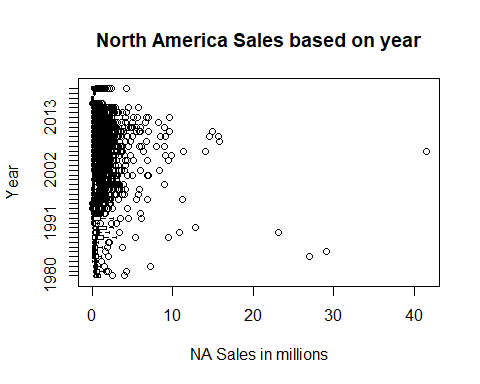 North America Sales based on year
Year
2013
2002
1991
1980
0 10 20 30 40
NA Sales in millions